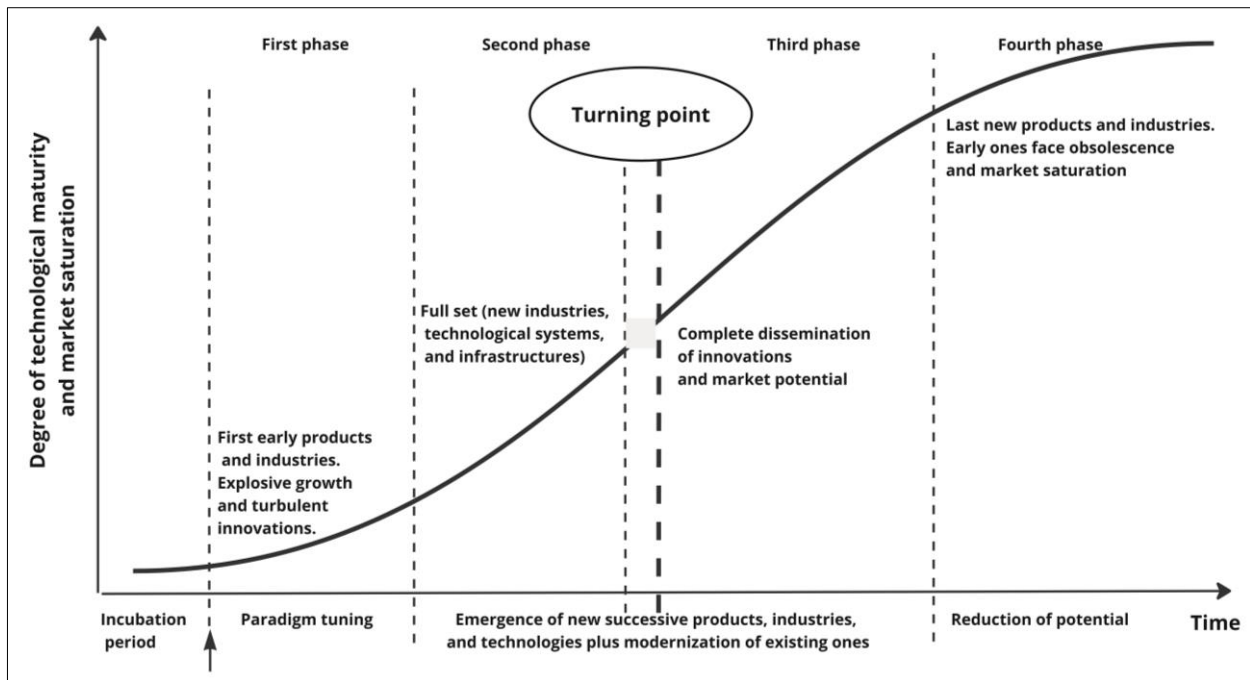 First phase
Second phase
Third phase
Fourth phase
Turning point
Degree of technological maturity
and market saturation
Last new products and industries.
Early ones face obsolescence
and market saturation
Full set (new industries,
technological systems,
and infrastructures)
Complete dissemination
of innovations
and market potential
First early products
and industries.
Explosive growth
and turbulent
innovations.
Incubation
period
Paradigm tuning
Emergence of new successive products, industries,
and technologies plus modernization of existing ones
Reduction of potential
Time